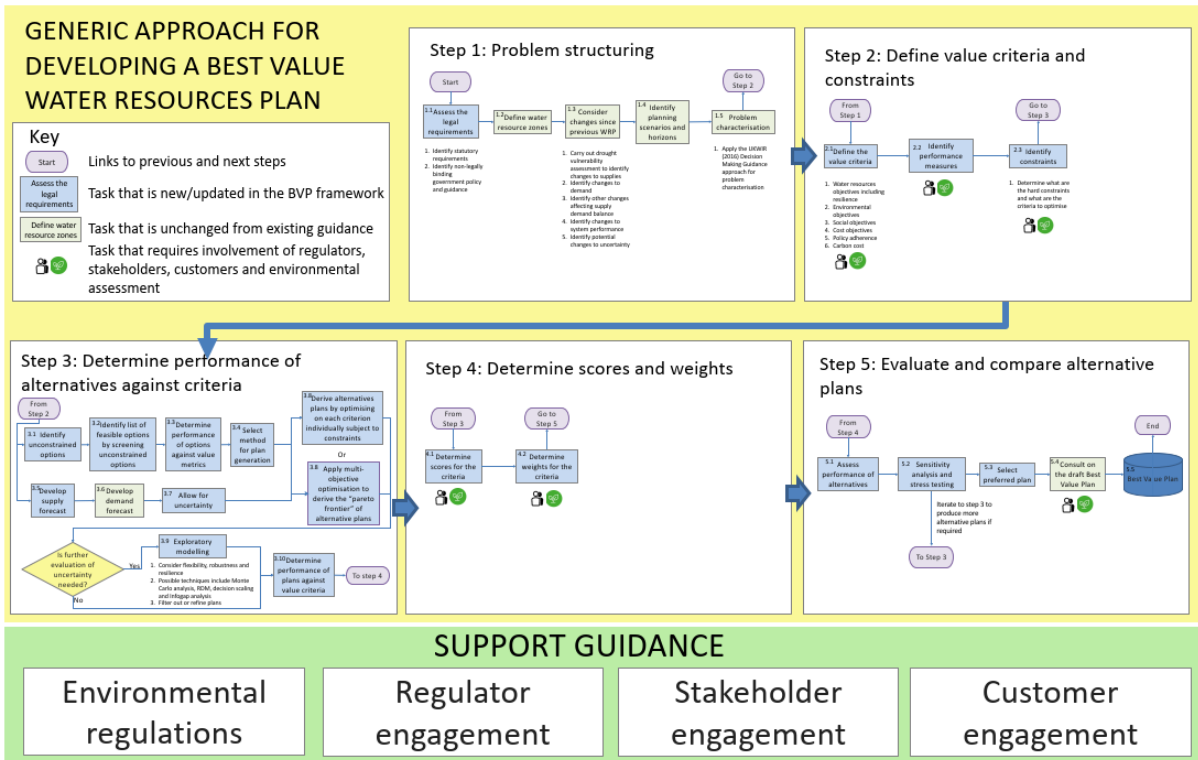 GENERIC APPROACH FOR
DEVELOPING A BEST VALUE
WATER RESOURCES PLAN
Key
Start
Links to previous and next steps
Assess the
legal
requirements
Task that is new/updated in the BVP framework
Define water
resource zones
Task that is unchanged from existing guidance
Task that requires involvement of regulators,
stakeholders, customers and environmental
assessment
Step 1: Problem structuring
Start
1.1 Assess the
legal
requirements
1. Identify statutory
requirements
2. Identify non-legally
binding
government policy
and guidance
1.2 Define water
resource zones
1.3 Consider
changes since
previous WRP
1. Carry out drought
vulnerability
assessment to identify
changes to supplies
2. Identify changes to
demand
3. Identify other changes
affecting supply
demand balance
4. Identify changes to
system performance
5. Identify potential
changes to uncertainty
1.4 Identify
planning
scenarios and
horizons
Go to
Step 2
1.5 Problem
characterisation
1. Apply the UKWIR
(2016) Decision
Making Guidance
approach for
problem
characterisation
Step 2: Define value criteria and
constraints
From
Step 1
2.1 Define the
value criteria
1. Water resources
objectives including
resilience
2. Environmental
objectives
3. Social objectives
4. Cost objectives
5. Policy adherence
6. Carbon cost
2.2 Identify
performance
measures
Go to
Step 3
2.3 Identify
constraints
1. Determine what are
the hard constraints
and what are the
criteria to optimise
Step 3: Determine performance of
alternatives against criteria
From
Step 2
3.1 Identify
unconstrained
options
3.2 Identify list of
feasible options
by screening
unconstrained
options
3.3 Determine
performance
of options
against value
metrics
3.4 Select
method for
plan
generation
Derive alternatives
plans by optimising
on each criterion
individually subject to
constraints
Or
3.8 Apply multi-
objective
optimisation to
derive the "pareto
frontier" of
alternative plans
3.5 Develop
supply
forecast
3.6 Develop
demand
forecast
3.7 Allow for
uncertainty
Is further
evaluation of
uncertainty
needed?
Yes
No
3.9 Exploratory
modelling
1. Consider flexibility, robustness and
resilience
2. Possible techniques include Monte
Carlo analysis, RDM, decision scaling
and Infogap analysis
3. Filter out or refine plans
3.10 Determine
performance of
plans against
value criteria
To step 4
Step 4: Determine scores and weights
From
Step 3
4.1 Determine
scores for the
criteria
Go to
Step 5
4.2 Determine
weights for the
criteria
Step 5: Evaluate and compare alternative
plans
From
Step 4
5.1 Assess
performance of
alternatives
5.2 Sensitivity
analysis and
stress testing
Iterate to step 3 to
produce more
alternative plans if
required
To Step 3
5.3 Select
preferred plan
5.4 Consult on
the draft Best
Value Plan
End
5.5
Best Value Plan
SUPPORT GUIDANCE
Environmental
regulations
Regulator
engagement
Stakeholder
engagement
Customer
engagement